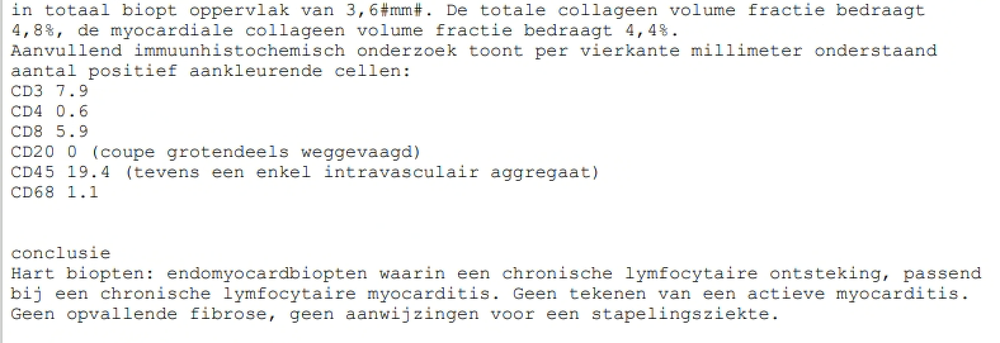 in totaal biopt oppervlak van 3,6#mm#. De totale collageen volume fractie bedraagt
4,8%, de myocardiale collageen volume fractie bedraagt 4,4%.
Aanvullend immuunhistochemisch onderzoek toont per vierkante millimeter onderstaand
aantal positief aankleurende cellen:
CD3 7.9
CD4 0.6
CD8 5.9
CD20 0 (coupe grotendeels weggevaagd)
CD45 19.4 (tevens een enkel intravasculair aggregaat)
CD68 1.1
conclusie
Hart biopten: endomyocardbiopten waarin een chronische lymfocytaire ontsteking, passend
bij een chronische lymfocytaire myocarditis. Geen tekenen van een actieve myocarditis.
Geen opvallende fibrose, geen aanwijzingen voor een stapelingsziekte.